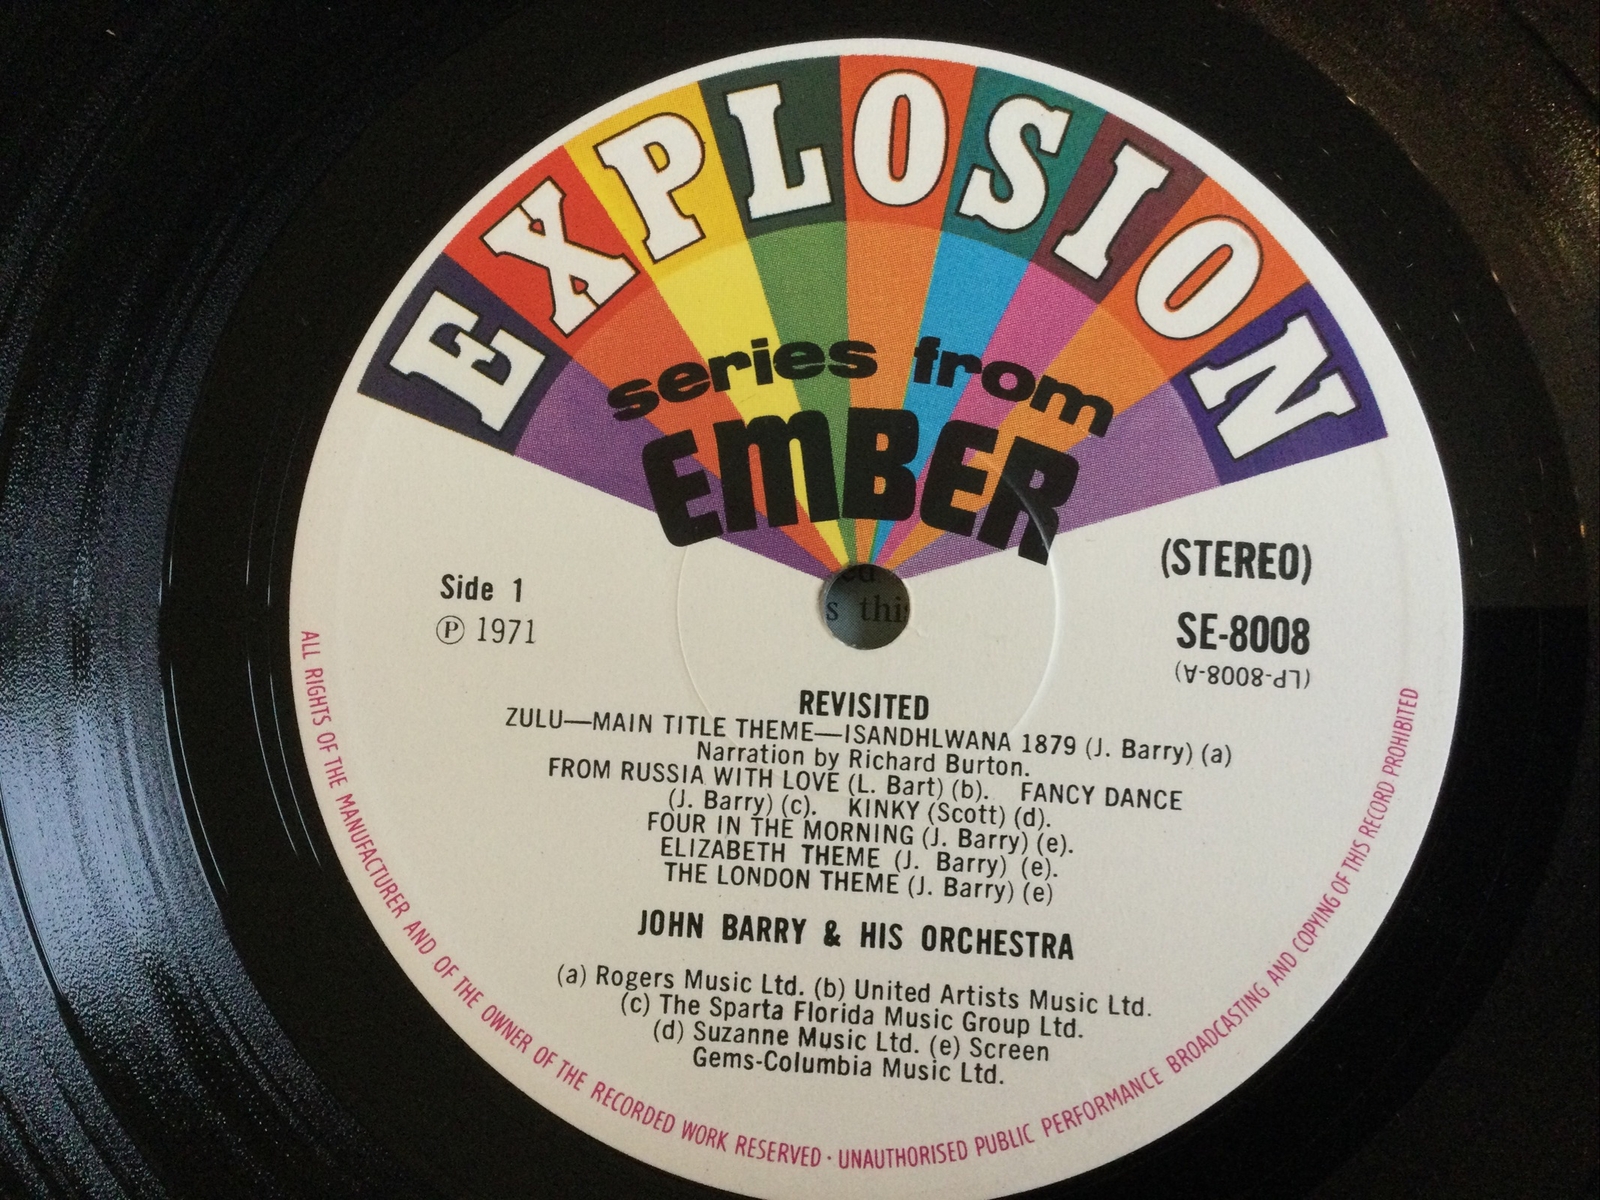 EXPLOSION
series from
EMBER
ed
s this
Side 1
Ⓟ 1971
(STEREO)
SE-8008
(LP-8008-A)
REVISITED
ZULU—MAIN TITLE THEME—ISANDHLWANA 1879 (J. Barry) (a)
Narration by Richard Burton.
FROM RUSSIA WITH LOVE (L. Bart) (b). FANCY DANCE
(J. Barry) (c). KINKY (Scott) (d).
FOUR IN THE MORNING (J. Barry) (e).
ELIZABETH THEME (J. Barry) (e).
THE LONDON THEME (J. Barry) (e)
JOHN BARRY & HIS ORCHESTRA
(a) Rogers Music Ltd. (b) United Artists Music Ltd.
(c) The Sparta Florida Music Group Ltd.
(d) Suzanne Music Ltd. (e) Screen
Gems-Columbia Music Ltd.
ALL RIGHTS OF THE MANUFACTURER AND OF THE OWNER OF THE RECORDED WORK RESERVED · UNAUTHORISED PUBLIC PERFORMANCE BROADCASTING AND COPYING OF THIS RECORD PROHIBITED